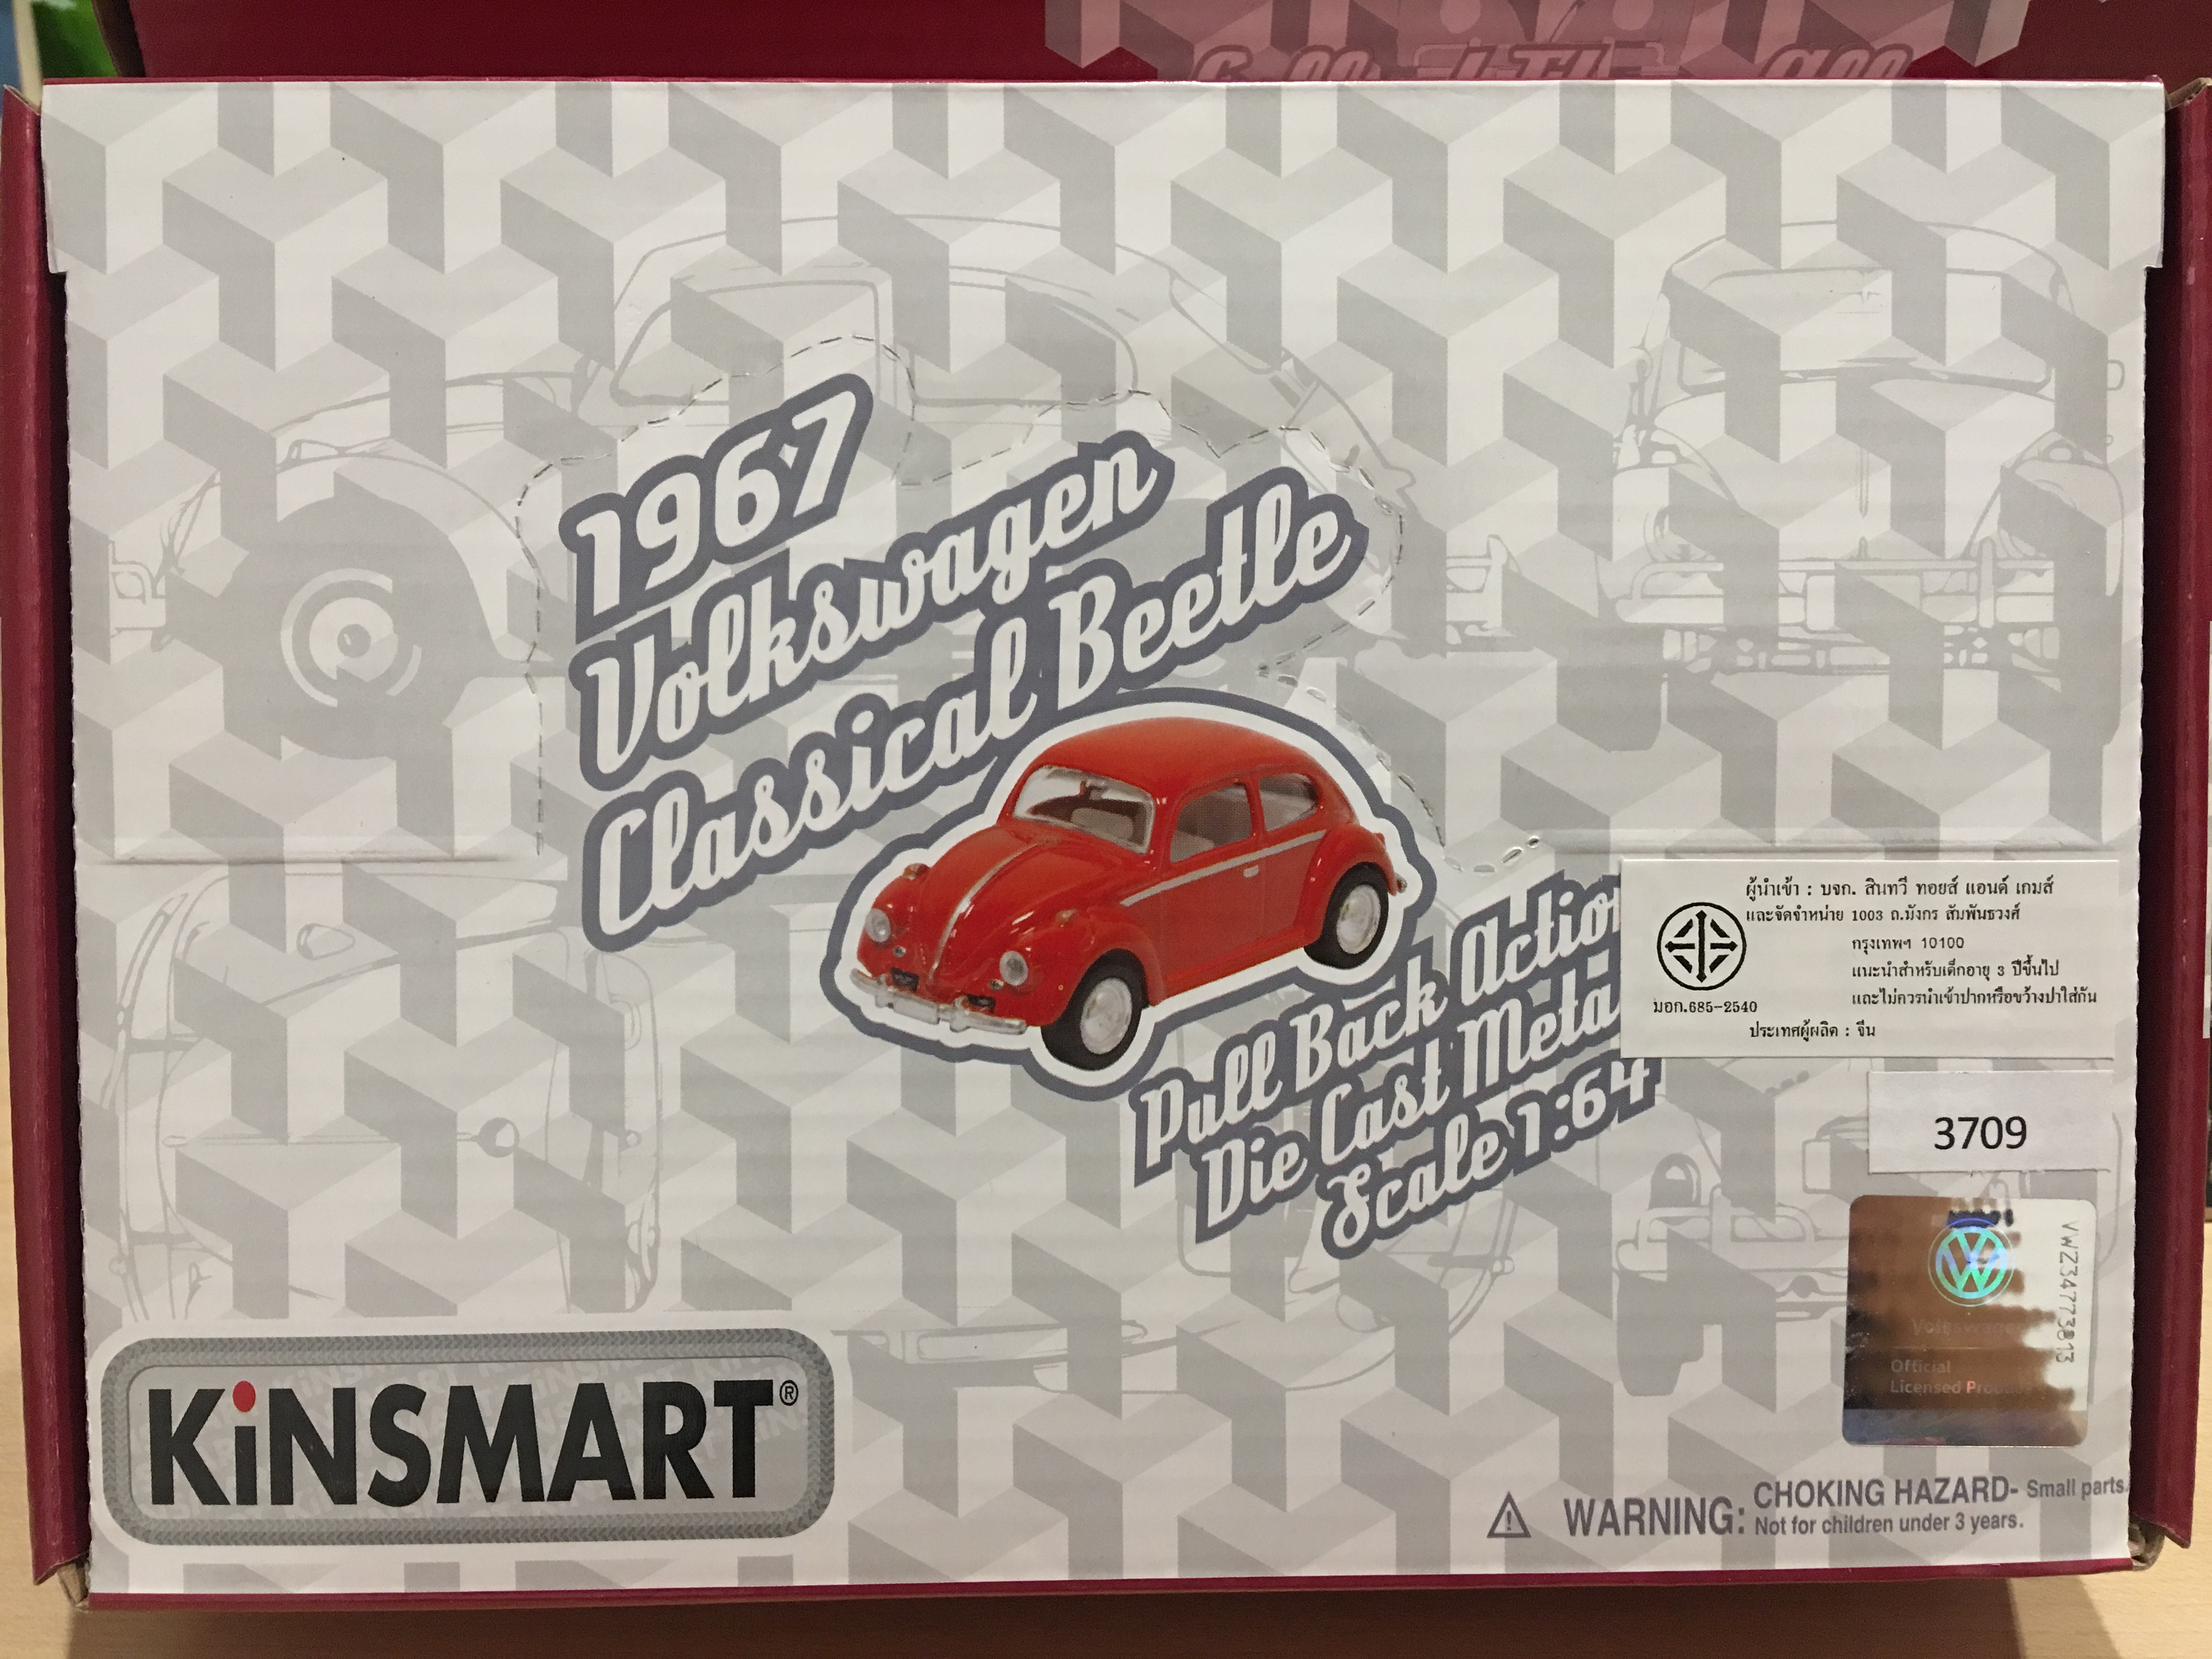 1967
Volkswagen
Classical Beetle
Pull Back Actio
Die Cast Meta
Scale 1:64
ผู้นำเข้า : บจก. สินทวี ทอยส์ แอนด์ เกมส์
และจัดจำหน่าย 1003 ถ.มังกร สัมพันธวงศ์
กรุงเทพฯ 10100
แนะนำสำหรับเด็กอายุ 3 ปีขึ้นไป
และไม่ควรนำเข้าปากหรือขว้างปาใส่กัน
มอก.685-2540
ประเทศผู้ผลิต : จีน
3709
VWZ34773813
Volkswagen
Official
Licensed
KiNSMART®
WARNING: CHOKING HAZARD- Small parts.
Not for children under 3 years.